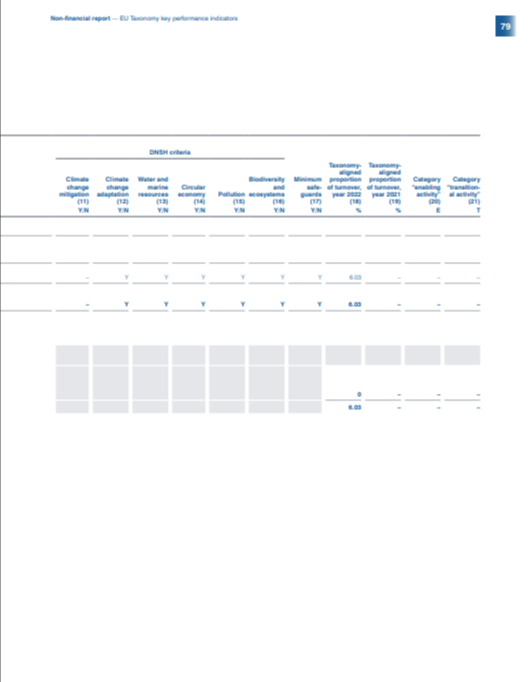 Non-financial report — EU Taxonomy key performance indicators
79
DNSH criteria
Climate change mitigation (11) Y/N
Climate change adaptation (12) Y/N
Water and marine resources (13) Y/N
Circular economy (14) Y/N
Pollution (15) Y/N
Biodiversity and ecosystems (16) Y/N
Minimum safe-guards (17) Y/N
Taxonomy-aligned proportion of turnover, year 2022 (18) %
Taxonomy-aligned proportion of turnover, year 2021 (19) %
Category "enabling activity" (20) E
Category "transition-al activity" (21) T
– Y Y Y Y Y Y 6.03 – – –
– Y Y Y Y Y Y 6.03 – – –
0 – – –
6.03 – – –